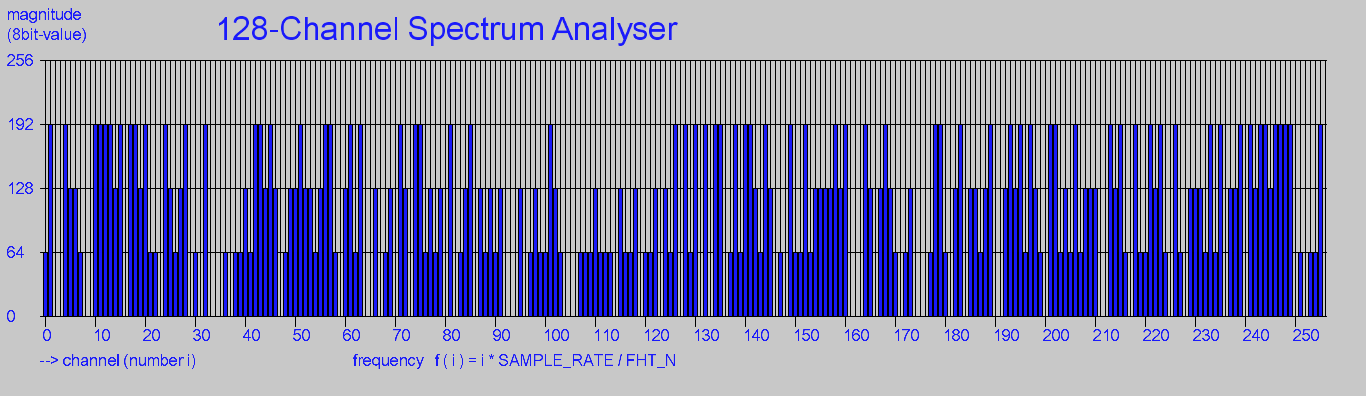 magnitude
(8bit-value)
128-Channel Spectrum Analyser
256
192
128
64
0
0 10 20 30 40 50 60 70 80 90 100 110 120 130 140 150 160 170 180 190 200 210 220 230 240 250
--> channel (number i)
frequency f ( i ) = i * SAMPLE_RATE / FHT_N